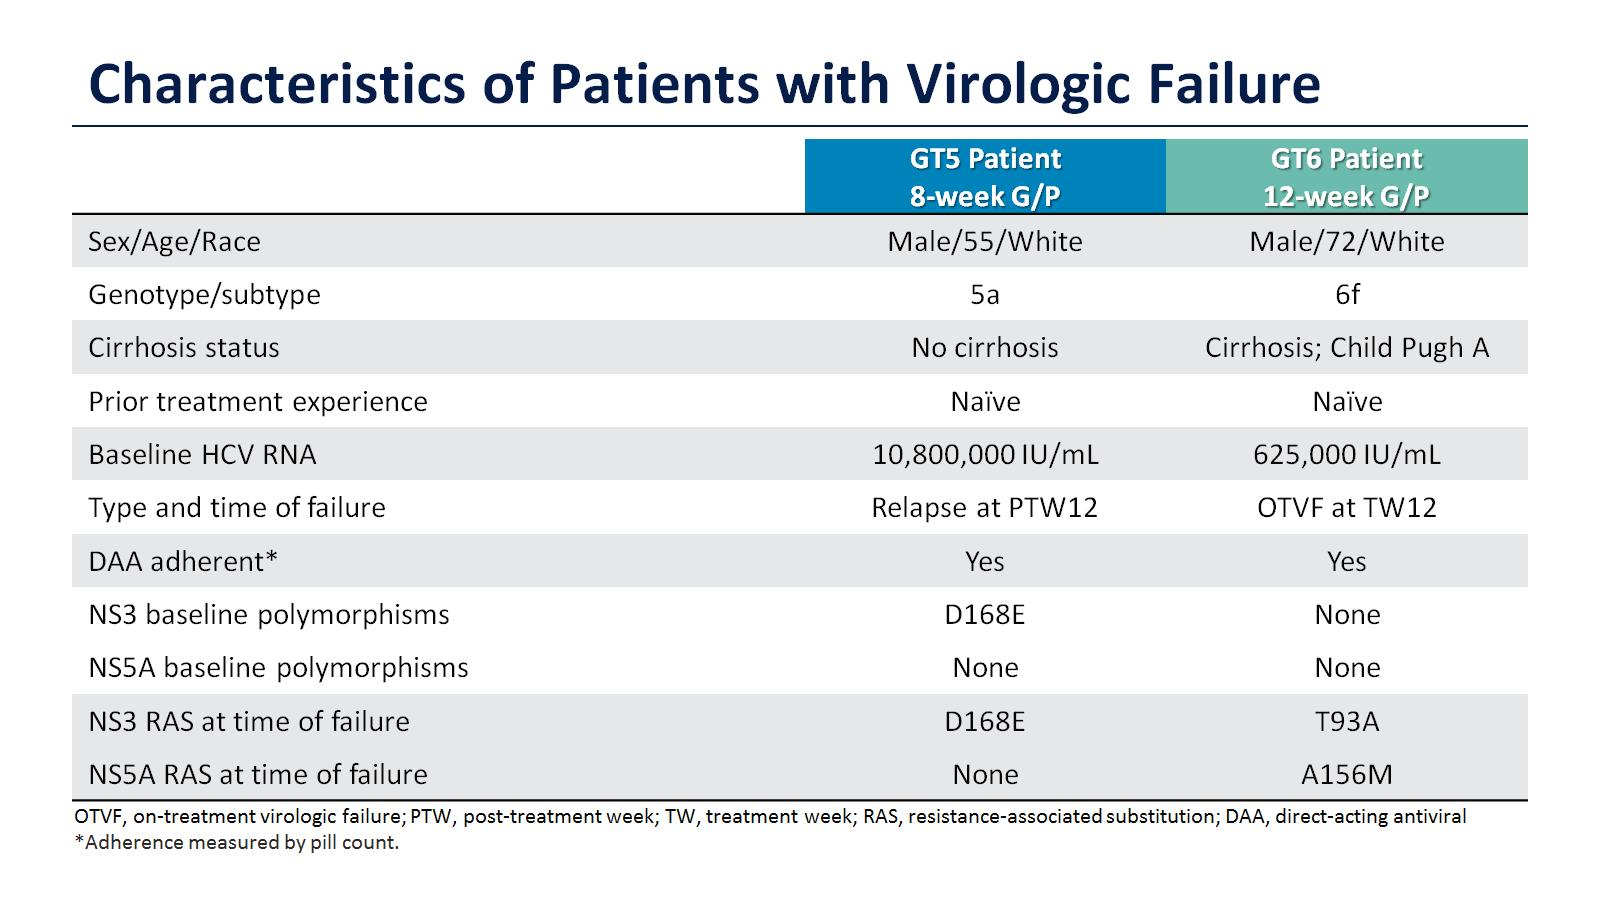 Characteristics of Patients with Virologic Failure
GT5 Patient GT6 Patient
8-week G/P 12-week G/P
Sex/Age/Race Male/55/White Male/72/White
Genotype/subtype 5a 6f
Cirrhosis status No cirrhosis Cirrhosis; Child Pugh A
Prior treatment experience Naïve Naïve
Baseline HCV RNA 10,800,000 IU/mL 625,000 IU/mL
Type and time of failure Relapse at PTW12 OTVF at TW12
DAA adherent* Yes Yes
NS3 baseline polymorphisms D168E None
NS5A baseline polymorphisms None None
NS3 RAS at time of failure D168E T93A
NS5A RAS at time of failure None A156M
OTVF, on-treatment virologic failure; PTW, post-treatment week; TW, treatment week; RAS, resistance-associated substitution; DAA, direct-acting antiviral
*Adherence measured by pill count.